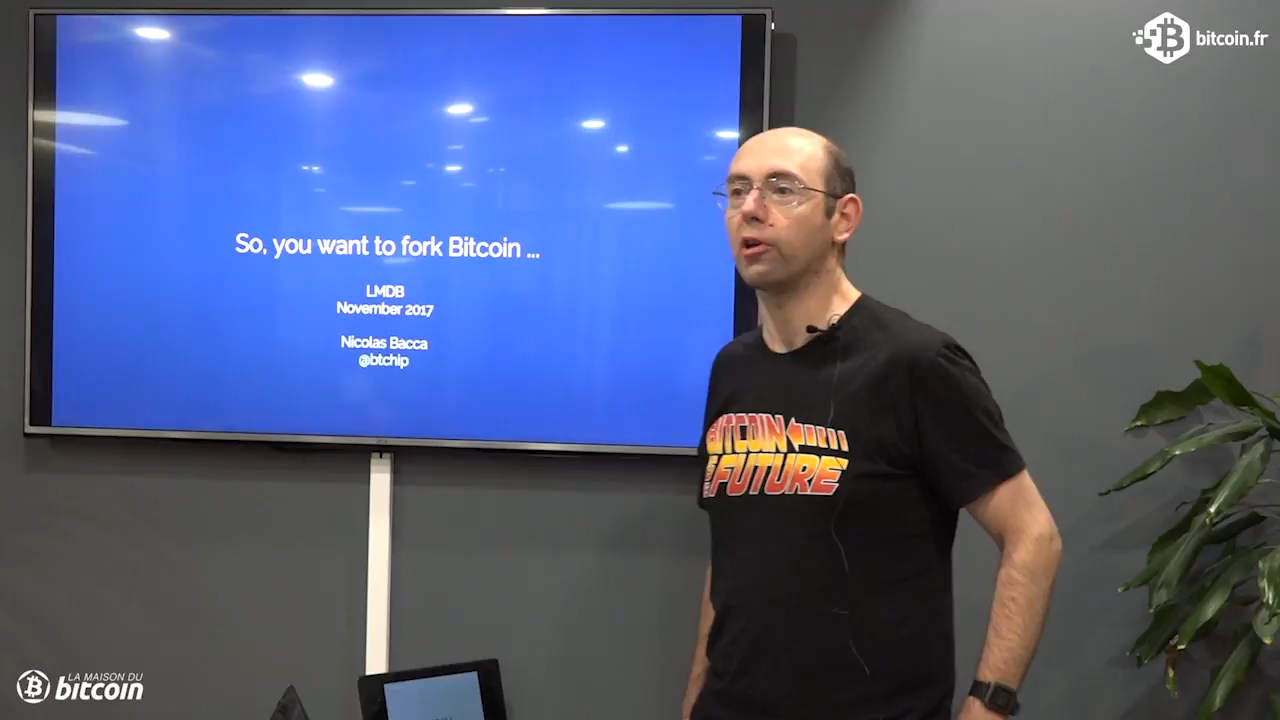 So, you want to fork Bitcoin ...
LMDB
November 2017
Nicolas Bacca
@btchip
bitcoin.fr
BITCOIN
FUTURE
LA MAISON DU
bitcoin